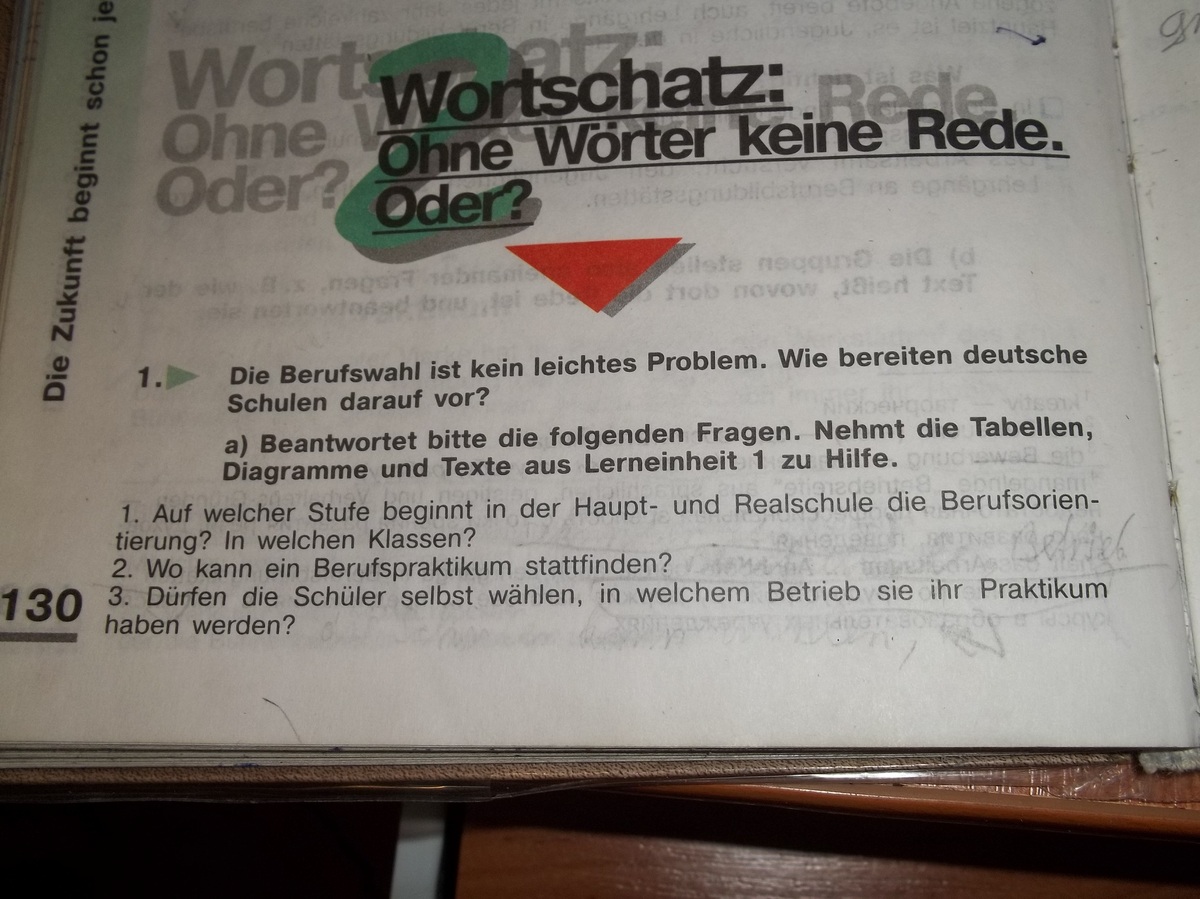 Die Zukunft beginnt schon je
Wortschatz:
Ohne Wörter keine Rede.
Oder?
1. Die Berufswahl ist kein leichtes Problem. Wie bereiten deutsche
Schulen darauf vor?
a) Beantwortet bitte die folgenden Fragen. Nehmt die Tabellen,
Diagramme und Texte aus Lerneinheit 1 zu Hilfe.
1. Auf welcher Stufe beginnt in der Haupt- und Realschule die Berufsorien-
tierung? In welchen Klassen?
2. Wo kann ein Berufspraktikum stattfinden?
3. Dürfen die Schüler selbst wählen, in welchem Betrieb sie ihr Praktikum
haben werden?
130